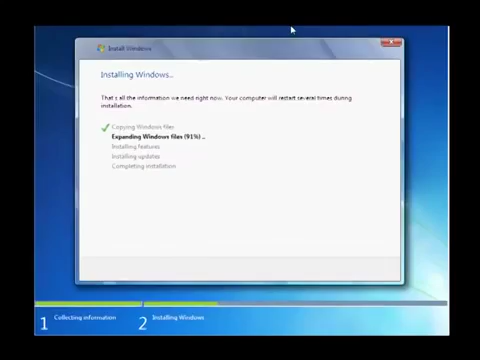 Install Windows
Installing Windows...
That's all the information we need right now. Your computer will restart several times during
installation.
Copying Windows files
Expanding Windows files (91%) ..
Installing features
Installing updates
Completing installation
1 Collecting information
2 Installing Windows